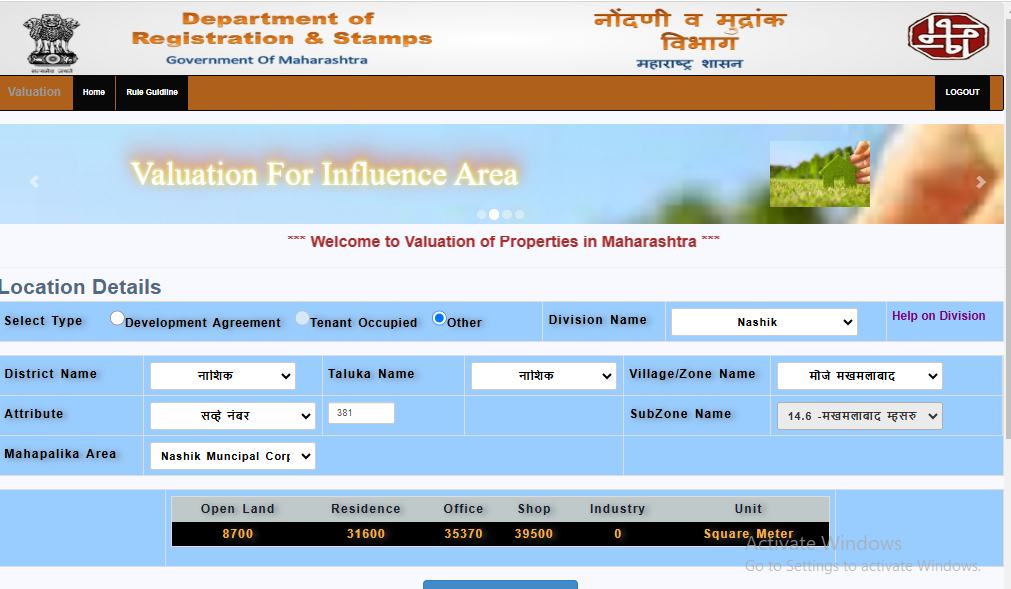 Department of
Registration & Stamps
Government Of Maharashtra
नोंदणी व मुद्रांक
विभाग
महाराष्ट्र शासन
सत्यमेव जयते
Valuation Home Rule Guidline LOGOUT
Valuation For Influence Area
*** Welcome to Valuation of Properties in Maharashtra ***
Location Details
Select Type Development Agreement Tenant Occupied Other Division Name Nashik Help on Division
District Name नाशिक Taluka Name नाशिक Village/Zone Name मौजे मखमलाबाद
Attribute सर्व्हे नंबर 381 SubZone Name 14.6 -मखमलाबाद म्हसरु
Mahapalika Area Nashik Muncipal Corp
Open Land Residence Office Shop Industry Unit
8700 31600 35370 39500 0 Square Meter
Activate Windows
Go to Settings to activate Windows.